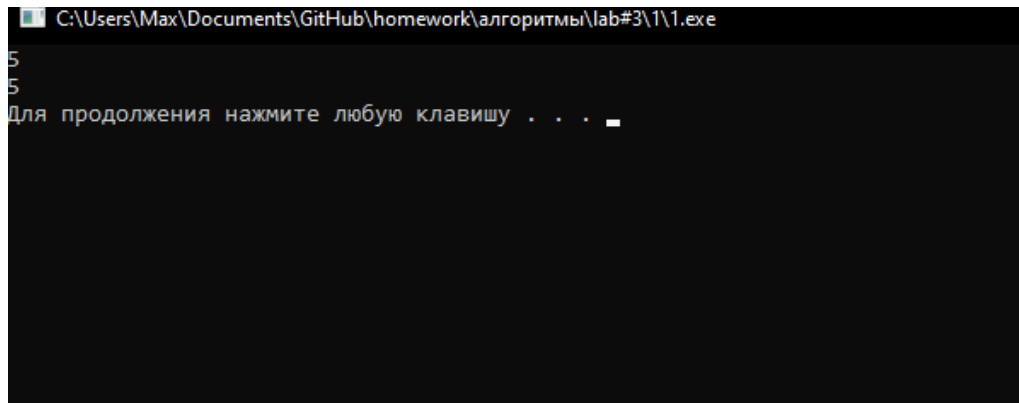 C:\Users\Max\Documents\GitHub\homework\алгоритмы\lab#3\1\1.exe
5
5
Для продолжения нажмите любую клавишу . . .